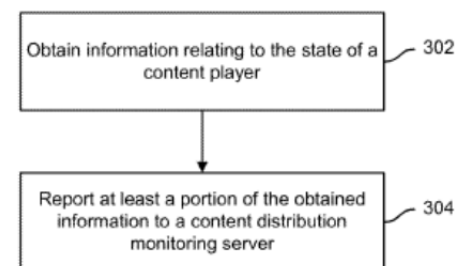 Obtain information relating to the state of a
content player
302
Report at least a portion of the obtained
information to a content distribution
monitoring server
304